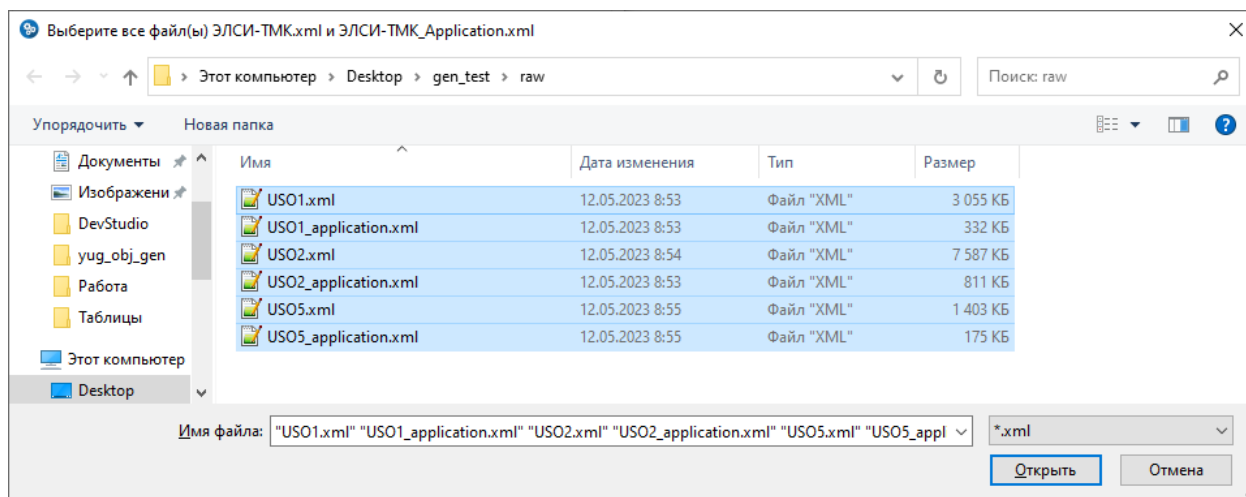 Выберите все файл(ы) ЭЛСИ-ТМК.xml и ЭЛСИ-ТМК_Application.xml
Этот компьютер › Desktop › gen_test › raw
Поиск: raw
Упорядочить
Новая папка
Документы
Изображени
DevStudio
yug_obj_gen
Работа
Таблицы
Этот компьютер
Desktop
Имя Дата изменения Тип Размер
USO1.xml 12.05.2023 8:53 Файл "XML" 3 055 КБ
USO1_application.xml 12.05.2023 8:53 Файл "XML" 332 КБ
USO2.xml 12.05.2023 8:54 Файл "XML" 7 587 КБ
USO2_application.xml 12.05.2023 8:53 Файл "XML" 811 КБ
USO5.xml 12.05.2023 8:55 Файл "XML" 1 403 КБ
USO5_application.xml 12.05.2023 8:55 Файл "XML" 175 КБ
Имя файла: "USO1.xml" "USO1_application.xml" "USO2.xml" "USO2_application.xml" "USO5.xml" "USO5_appl
*.xml
Открыть Отмена